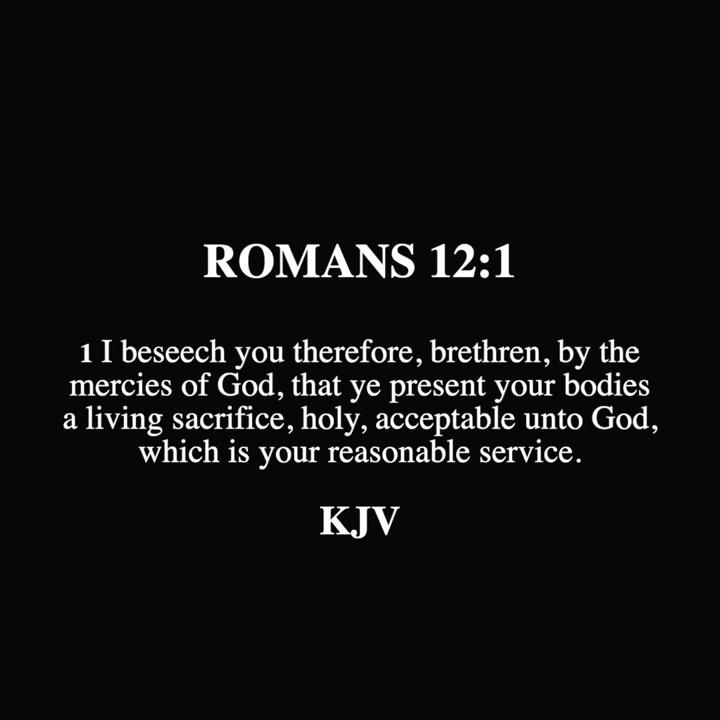 ROMANS 12:1
1 I beseech you therefore, brethren, by the
mercies of God, that ye present your bodies
a living sacrifice, holy, acceptable unto God,
which is your reasonable service.
KJV